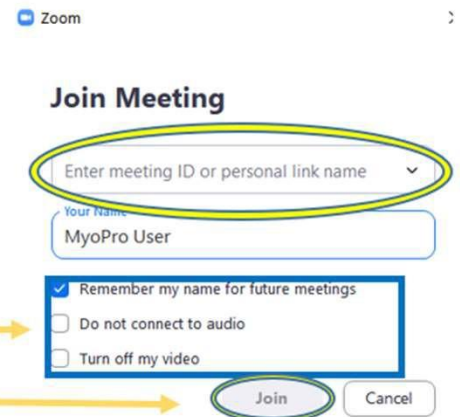 Zoom
Join Meeting
Enter meeting ID or personal link name
Your Name
MyoPro User
Remember my name for future meetings
Do not connect to audio
Turn off my video
Join
Cancel